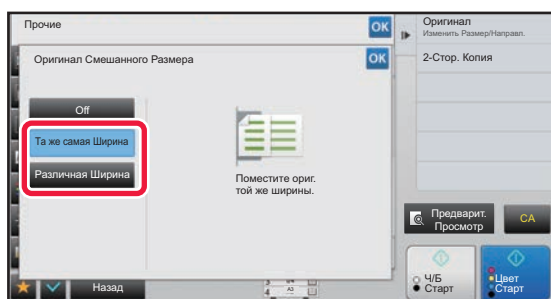 Прочие
OK
Оригинал Смешанного Размера
OK
Off
Та же самая Ширина
Различная Ширина
Поместите ориг.
той же ширины.
Назад
Оригинал
Изменить Размер/Направл.
2-Стор. Копия
Предварит.
Просмотр
CA
Ч/Б
Старт
Цвет
Старт